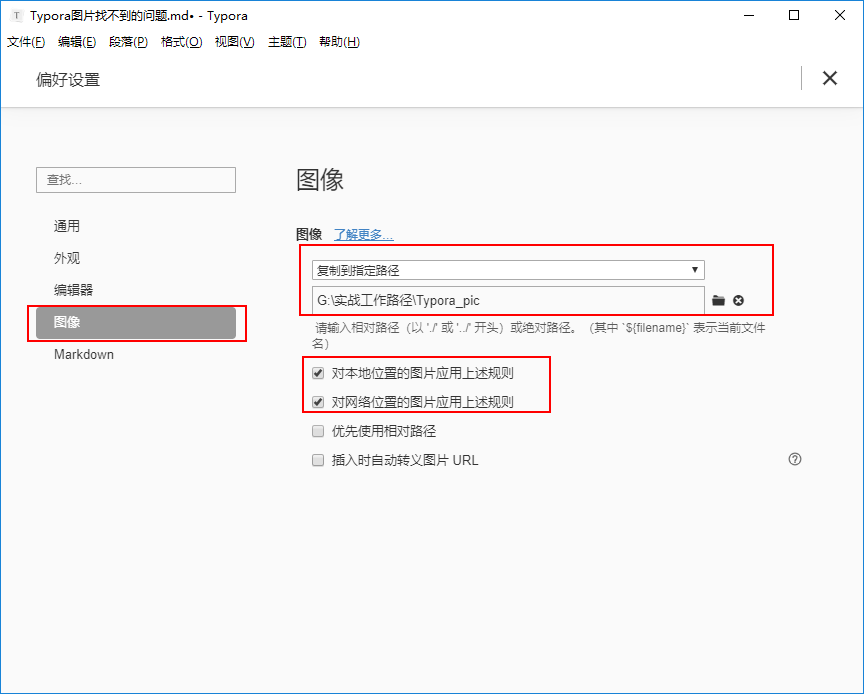 Typora图片找不到的问题.md• - Typora
文件(F) 编辑(E) 段落(P) 格式(O) 视图(V) 主题(T) 帮助(H)
偏好设置
查找...
通用
外观
编辑器
图像
Markdown
图像
图像 了解更多...
复制到指定路径
G:\实战工作路径\Typora_pic
请输入相对路径（以 './' 或 '../' 开头）或绝对路径。（其中 `${filename}` 表示当前文件
名）
对本地位置的图片应用上述规则
对网络位置的图片应用上述规则
优先使用相对路径
插入时自动转义图片 URL